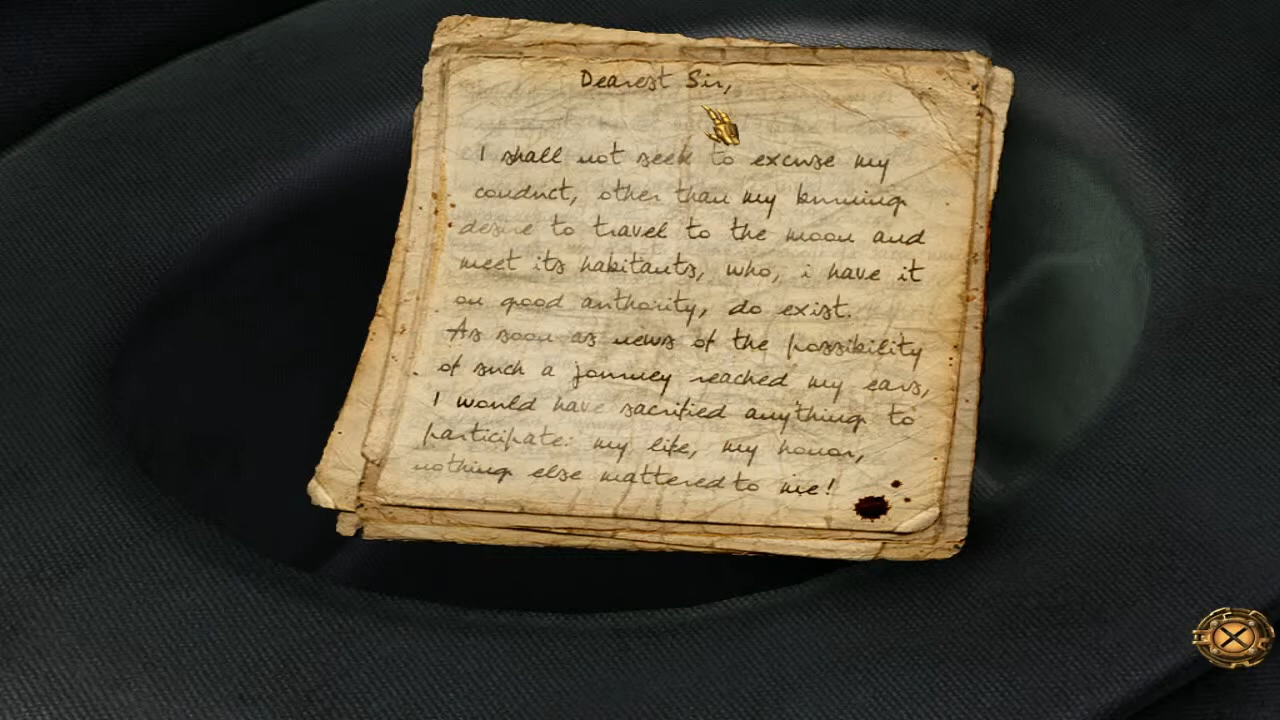 Dearest Sir,
I shall not seek to excuse my
conduct, other than my burning
desire to travel to the moon and
meet its habitants, who, i have it
on good authority, do exist.
As soon as news of the possibility
of such a journey reached my ears,
I would have sacrified anything to
participate: my life, my honor,
nothing else mattered to me!